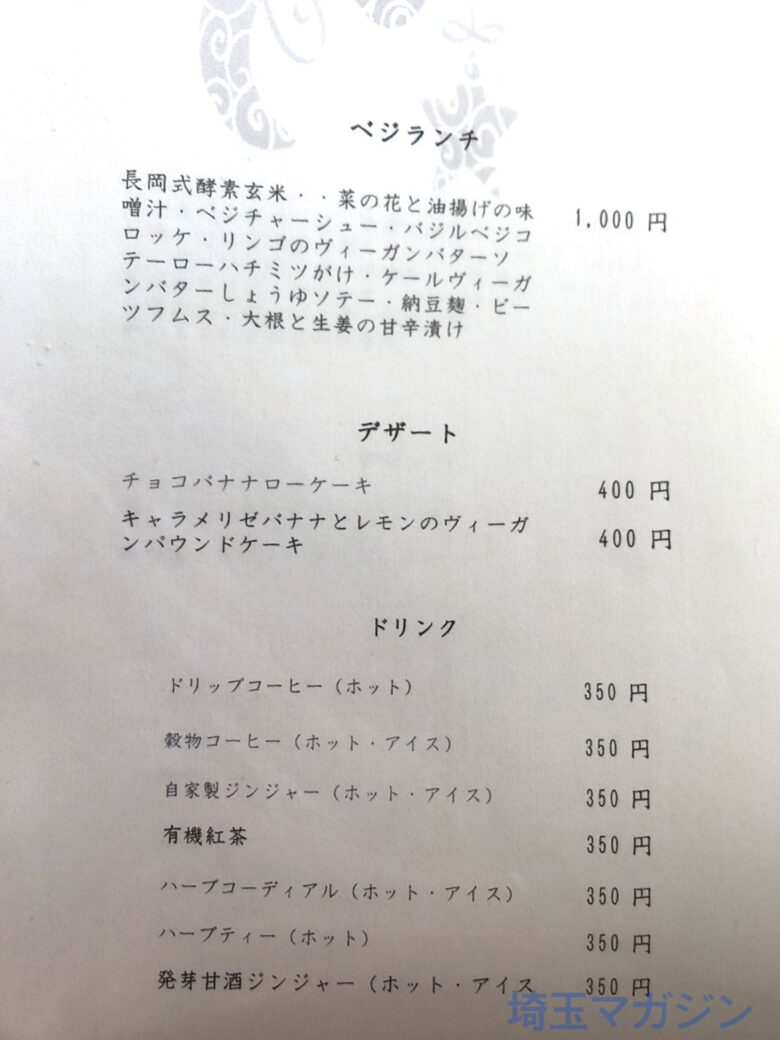 ベジランチ
長岡式酵素玄米・・菜の花と油揚げの味
噌汁・ベジチャーシュー・バジルベジコ
ロッケ・リンゴのヴィーガンバターソ
テーローハチミツがけ・ケールヴィーガ
ンバターしょうゆソテー・納豆麹・ビー
ツフムス・大根と生姜の甘辛漬け
1,000 円
デザート
チョコバナナローケーキ 400 円
キャラメリゼバナナとレモンのヴィーガ
ンパウンドケーキ 400 円
ドリンク
ドリップコーヒー（ホット） 350 円
穀物コーヒー（ホット・アイス） 350 円
自家製ジンジャー（ホット・アイス） 350 円
有機紅茶 350 円
ハーブコーディアル（ホット・アイス） 350 円
ハーブティー（ホット） 350 円
発芽甘酒ジンジャー（ホット・アイス 350 円
埼玉マガジン